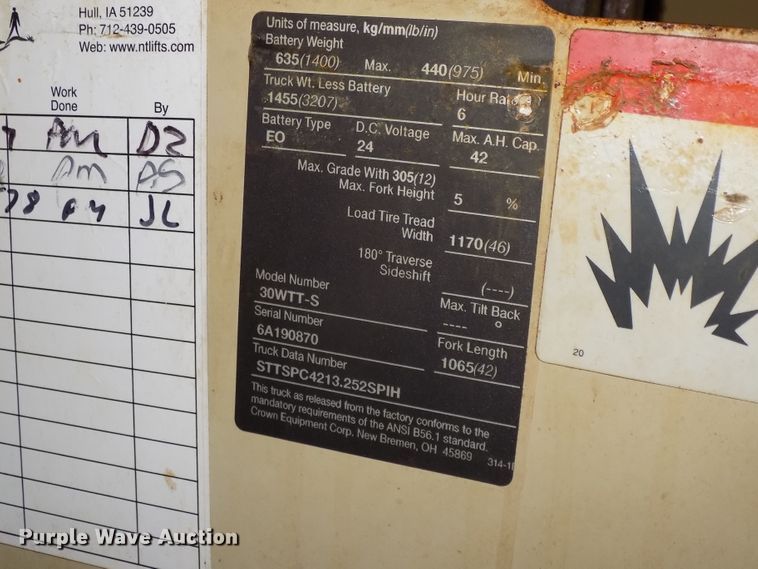 Hull, IA 51239
Ph: 712-439-0505
Web: www.ntlifts.com
Work
Done
By
Am DZ
Am AS
JL
Units of measure, kg/mm(lb/in)
Battery Weight
635(1400) Max. 440(975) Min.
Truck Wt. Less Battery
1455(3207)
Hour
6
Battery Type
EO
D.C. Voltage
24
Max. A.H. Cap.
42
Max. Grade With 305(12)
Max. Fork Height
5 %
Load Tire Tread
Width
1170(46)
180° Traverse
Sideshift
(----)
Model Number
30WTT-S
Max. Tilt Back
---- °
Serial Number
6A190870
Fork Length
1065(42)
Truck Data Number
STTSPC4213.252SPIH
This truck as released from the factory conforms to the
mandatory requirements of the ANSI B56.1 standard.
Crown Equipment Corp. New Bremen, OH 45869
20
Purple Wave Auction